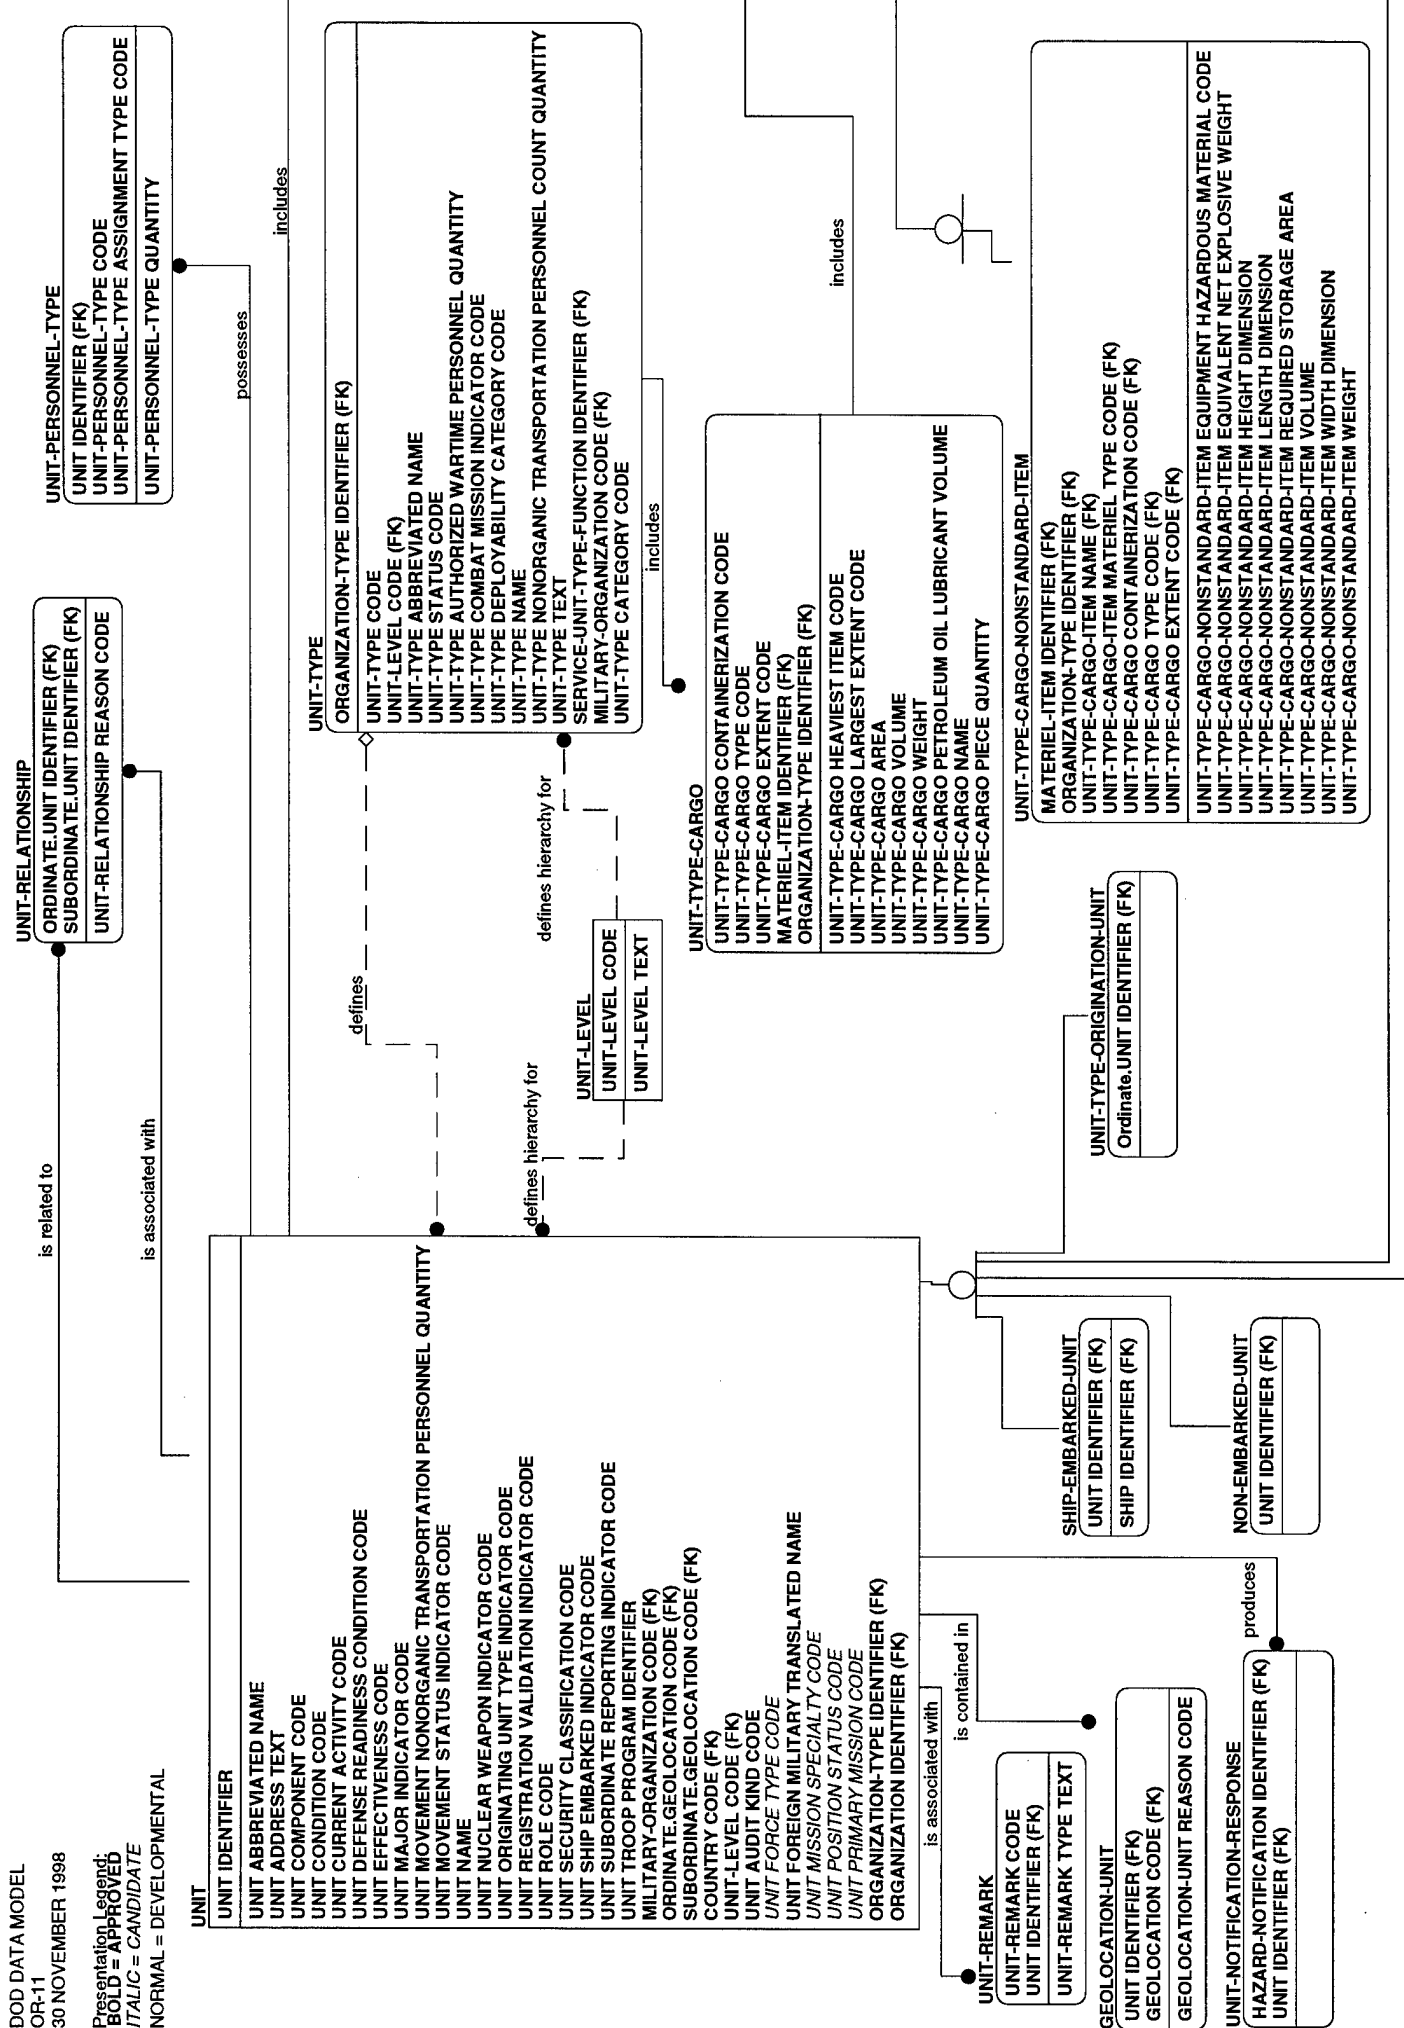 DOD DATA MODEL
OR-11
30 NOVEMBER 1998
Presentation Legend:
BOLD = APPROVED
ITALIC = CANDIDATE
NORMAL = DEVELOPMENTAL
UNIT
UNIT IDENTIFIER
UNIT ABBREVIATED NAME
UNIT ADDRESS TEXT
UNIT COMPONENT CODE
UNIT CONDITION CODE
UNIT CURRENT ACTIVITY CODE
UNIT DEFENSE READINESS CONDITION CODE
UNIT EFFECTIVENESS CODE
UNIT MAJOR INDICATOR CODE
UNIT MOVEMENT NONORGANIC TRANSPORTATION PERSONNEL QUANTITY
UNIT MOVEMENT STATUS INDICATOR CODE
UNIT NAME
UNIT NUCLEAR WEAPON INDICATOR CODE
UNIT ORIGINATING UNIT TYPE INDICATOR CODE
UNIT REGISTRATION VALIDATION INDICATOR CODE
UNIT ROLE CODE
UNIT SECURITY CLASSIFICATION CODE
UNIT SHIP EMBARKED INDICATOR CODE
UNIT SUBORDINATE REPORTING INDICATOR CODE
UNIT TROOP PROGRAM IDENTIFIER
MILITARY-ORGANIZATION CODE (FK)
ORDINATE.GEOLOCATION CODE (FK)
SUBORDINATE.GEOLOCATION CODE (FK)
COUNTRY CODE (FK)
UNIT-LEVEL CODE (FK)
UNIT AUDIT KIND CODE
UNIT FORCE TYPE CODE
UNIT FOREIGN MILITARY TRANSLATED NAME
UNIT MISSION SPECIALTY CODE
UNIT POSITION STATUS CODE
UNIT PRIMARY MISSION CODE
ORGANIZATION-TYPE IDENTIFIER (FK)
ORGANIZATION IDENTIFIER (FK)
is related to
is associated with
UNIT-RELATIONSHIP
ORDINATE.UNIT IDENTIFIER (FK)
SUBORDINATE.UNIT IDENTIFIER (FK)
UNIT-RELATIONSHIP REASON CODE
UNIT-PERSONNEL-TYPE
UNIT IDENTIFIER (FK)
UNIT-PERSONNEL-TYPE CODE
UNIT-PERSONNEL-TYPE ASSIGNMENT TYPE CODE
UNIT-PERSONNEL-TYPE QUANTITY
possesses
includes
UNIT-TYPE
ORGANIZATION-TYPE IDENTIFIER (FK)
UNIT-TYPE CODE
UNIT-LEVEL CODE (FK)
UNIT-TYPE ABBREVIATED NAME
UNIT-TYPE STATUS CODE
UNIT-TYPE AUTHORIZED WARTIME PERSONNEL QUANTITY
UNIT-TYPE COMBAT MISSION INDICATOR CODE
UNIT-TYPE DEPLOYABILITY CATEGORY CODE
UNIT-TYPE NAME
UNIT-TYPE NONORGANIC TRANSPORTATION PERSONNEL COUNT QUANTITY
UNIT-TYPE TEXT
SERVICE-UNIT-TYPE-FUNCTION IDENTIFIER (FK)
MILITARY-ORGANIZATION CODE (FK)
UNIT-TYPE CATEGORY CODE
defines
defines hierarchy for
defines hierarchy for
UNIT-LEVEL
UNIT-LEVEL CODE
UNIT-LEVEL TEXT
includes
UNIT-TYPE-CARGO
UNIT-TYPE-CARGO CONTAINERIZATION CODE
UNIT-TYPE-CARGO TYPE CODE
UNIT-TYPE-CARGO EXTENT CODE
MATERIEL-ITEM IDENTIFIER (FK)
ORGANIZATION-TYPE IDENTIFIER (FK)
UNIT-TYPE-CARGO HEAVIEST ITEM CODE
UNIT-TYPE-CARGO LARGEST EXTENT CODE
UNIT-TYPE-CARGO AREA
UNIT-TYPE-CARGO VOLUME
UNIT-TYPE-CARGO WEIGHT
UNIT-TYPE-CARGO PETROLEUM OIL LUBRICANT VOLUME
UNIT-TYPE-CARGO NAME
UNIT-TYPE-CARGO PIECE QUANTITY
includes
UNIT-TYPE-CARGO-NONSTANDARD-ITEM
MATERIEL-ITEM IDENTIFIER (FK)
ORGANIZATION-TYPE IDENTIFIER (FK)
UNIT-TYPE-CARGO-ITEM NAME (FK)
UNIT-TYPE-CARGO-ITEM MATERIEL TYPE CODE (FK)
UNIT-TYPE-CARGO CONTAINERIZATION CODE (FK)
UNIT-TYPE-CARGO TYPE CODE (FK)
UNIT-TYPE-CARGO EXTENT CODE (FK)
UNIT-TYPE-CARGO-NONSTANDARD-ITEM EQUIPMENT HAZARDOUS MATERIAL CODE
UNIT-TYPE-CARGO-NONSTANDARD-ITEM EQUIVALENT NET EXPLOSIVE WEIGHT
UNIT-TYPE-CARGO-NONSTANDARD-ITEM HEIGHT DIMENSION
UNIT-TYPE-CARGO-NONSTANDARD-ITEM LENGTH DIMENSION
UNIT-TYPE-CARGO-NONSTANDARD-ITEM REQUIRED STORAGE AREA
UNIT-TYPE-CARGO-NONSTANDARD-ITEM VOLUME
UNIT-TYPE-CARGO-NONSTANDARD-ITEM WIDTH DIMENSION
UNIT-TYPE-CARGO-NONSTANDARD-ITEM WEIGHT
UNIT-TYPE-ORIGINATION-UNIT
Ordinate.UNIT IDENTIFIER (FK)
SHIP-EMBARKED-UNIT
UNIT IDENTIFIER (FK)
SHIP IDENTIFIER (FK)
NON-EMBARKED-UNIT
UNIT IDENTIFIER (FK)
is associated with
is contained in
produces
UNIT-REMARK
UNIT-REMARK CODE
UNIT IDENTIFIER (FK)
UNIT-REMARK TYPE TEXT
GEOLOCATION-UNIT
UNIT IDENTIFIER (FK)
GEOLOCATION CODE (FK)
GEOLOCATION-UNIT REASON CODE
UNIT-NOTIFICATION-RESPONSE
HAZARD-NOTIFICATION IDENTIFIER (FK)
UNIT IDENTIFIER (FK)